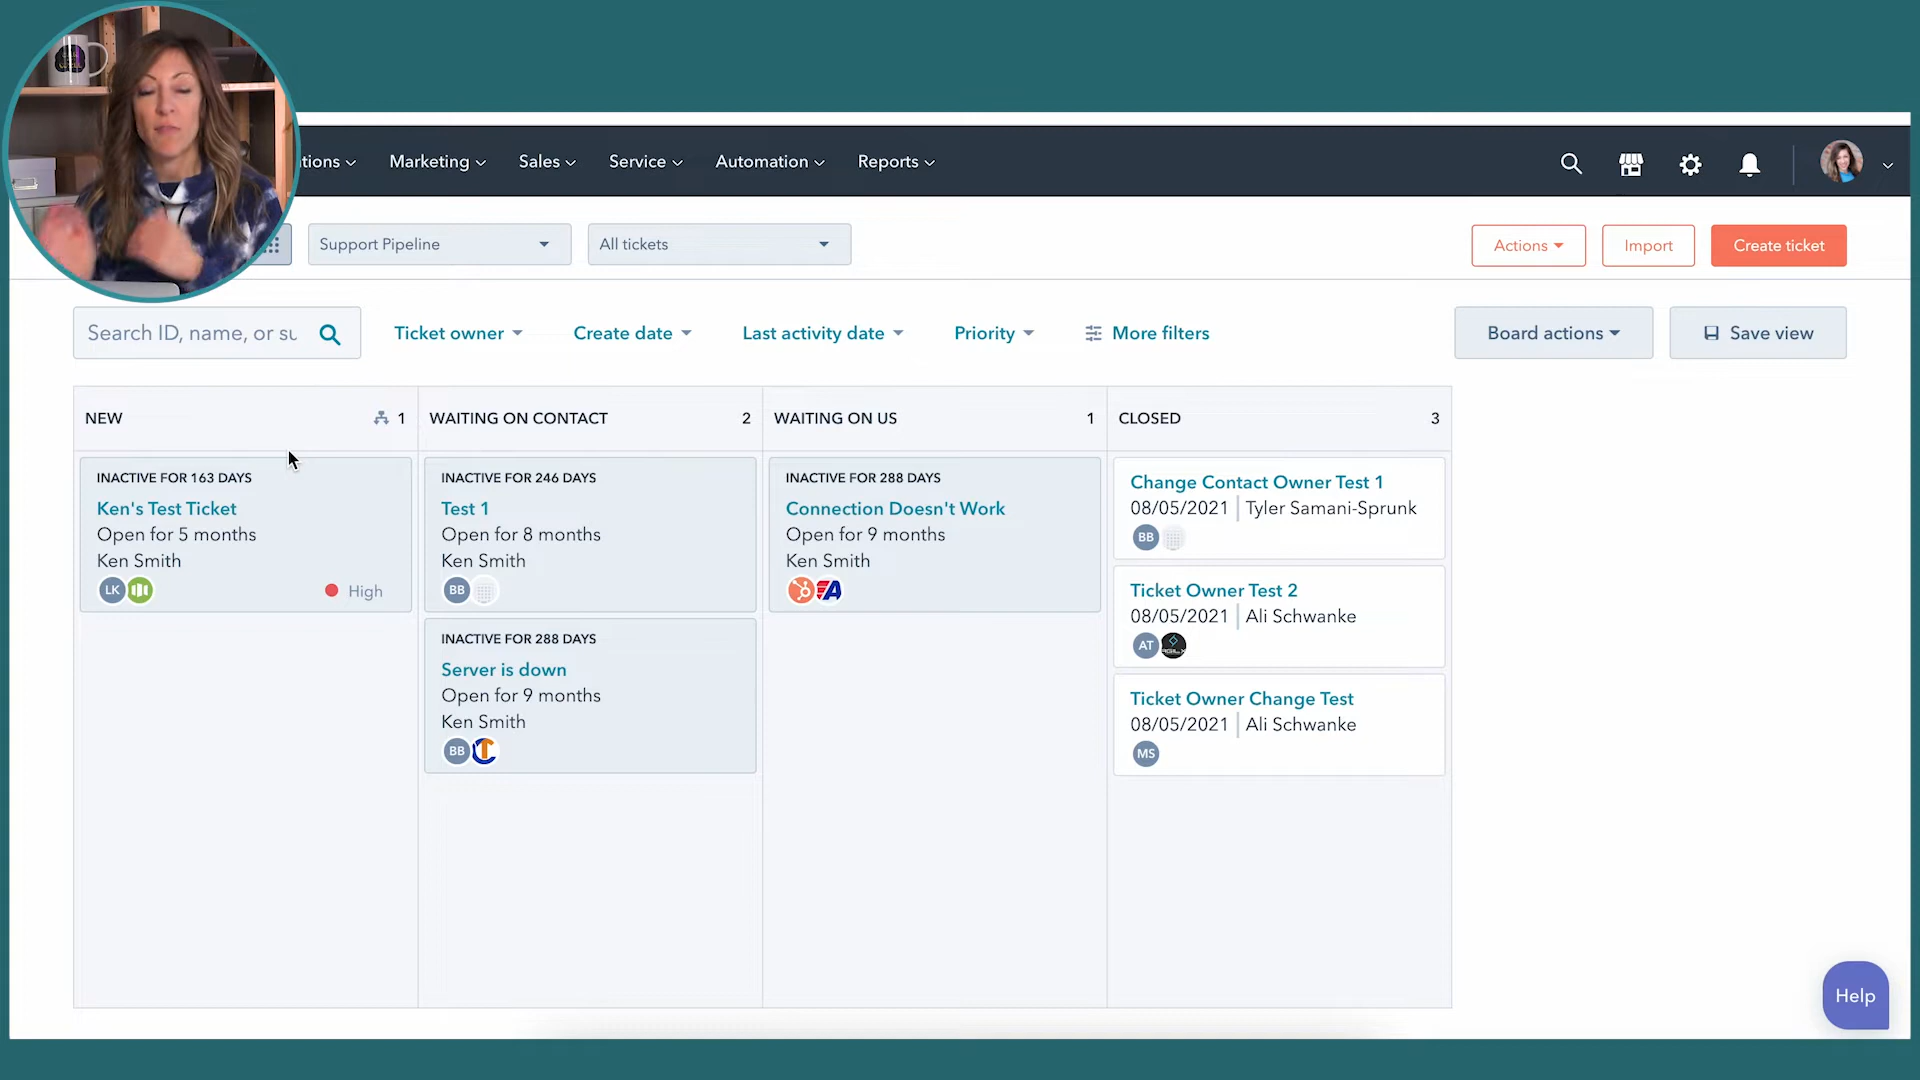 tions
Marketing
Sales
Service
Automation
Reports
Support Pipeline
All tickets
Actions
Import
Create ticket
Search ID, name, or su
Ticket owner
Create date
Last activity date
Priority
More filters
Board actions
Save view
NEW
1
WAITING ON CONTACT
2
WAITING ON US
1
CLOSED
3
INACTIVE FOR 163 DAYS
Ken's Test Ticket
Open for 5 months
Ken Smith
LK
High
INACTIVE FOR 246 DAYS
Test 1
Open for 8 months
Ken Smith
BB
INACTIVE FOR 288 DAYS
Server is down
Open for 9 months
Ken Smith
BB
INACTIVE FOR 288 DAYS
Connection Doesn't Work
Open for 9 months
Ken Smith
Change Contact Owner Test 1
08/05/2021 | Tyler Samani-Sprunk
BB
Ticket Owner Test 2
08/05/2021 | Ali Schwanke
AT
Ticket Owner Change Test
08/05/2021 | Ali Schwanke
MS
Help